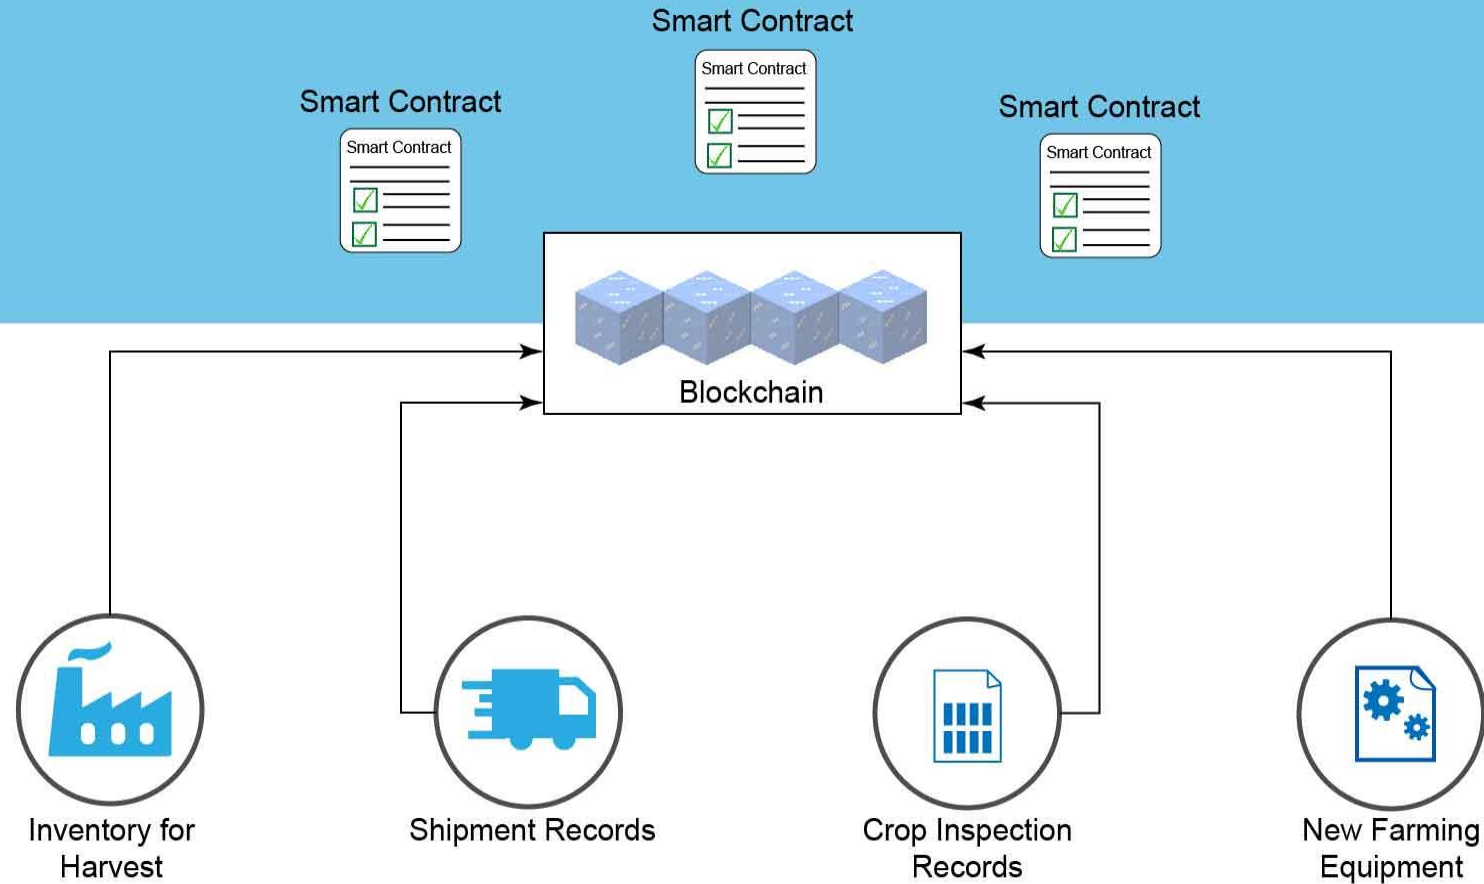 Smart Contract
Smart Contract
Smart Contract
Smart Contract
Smart Contract
Smart Contract
Blockchain
Inventory for
Harvest
Shipment Records
Crop Inspection
Records
New Farming
Equipment